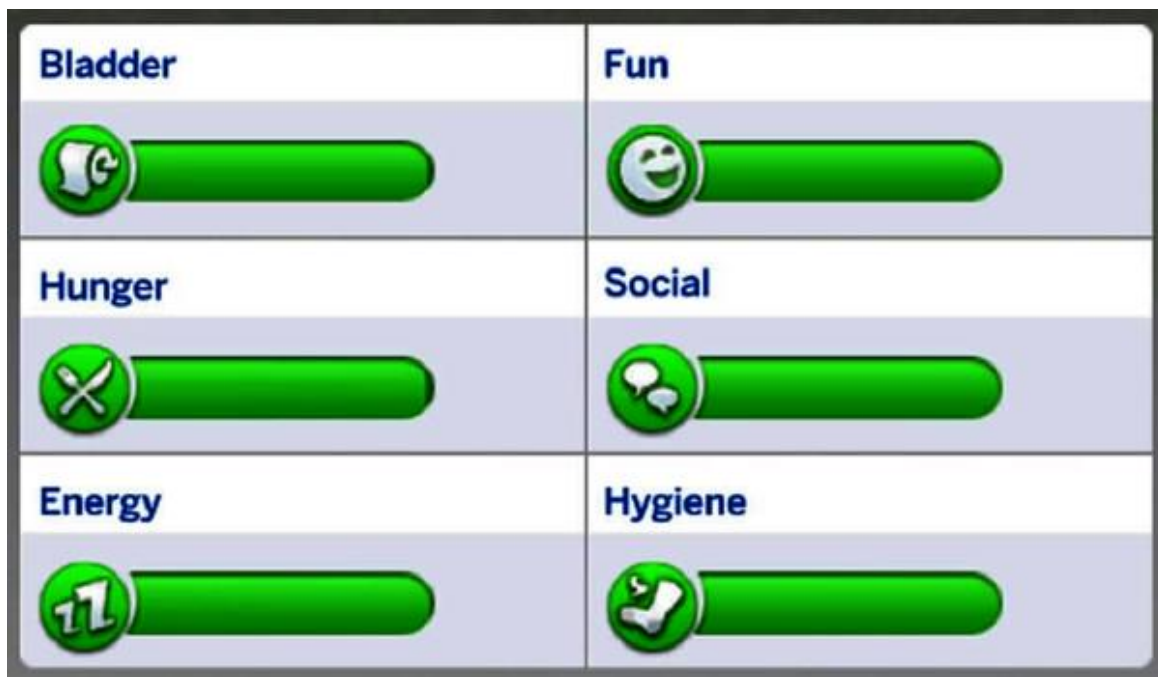 Bladder
Fun
Hunger
Social
Energy
Hygiene